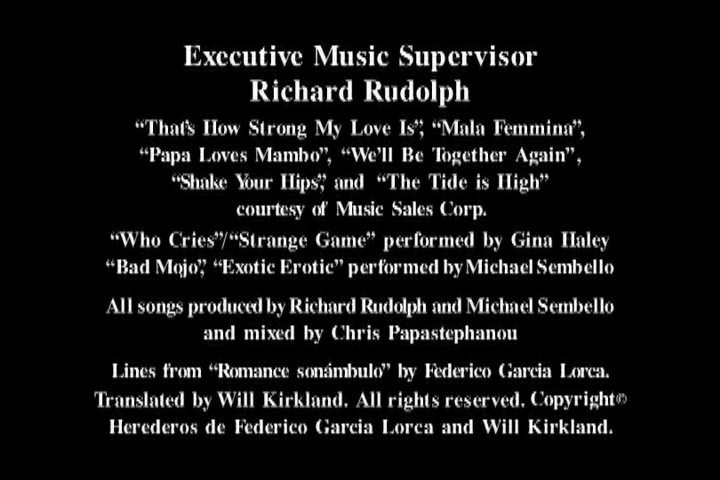 Executive Music Supervisor
Richard Rudolph
“That's How Strong My Love Is”, “Mala Femmina”,
“Papa Loves Mambo”, “We'll Be Together Again”,
“Shake Your Hips”, and “The Tide is High”
courtesy of Music Sales Corp.
“Who Cries”/“Strange Game” performed by Gina Haley
“Bad Mojo”, “Exotic Erotic” performed by Michael Sembello
All songs produced by Richard Rudolph and Michael Sembello
and mixed by Chris Papastephanou
Lines from “Romance sonámbulo” by Federico Garcia Lorca.
Translated by Will Kirkland. All rights reserved. Copyright©
Herederos de Federico Garcia Lorca and Will Kirkland.